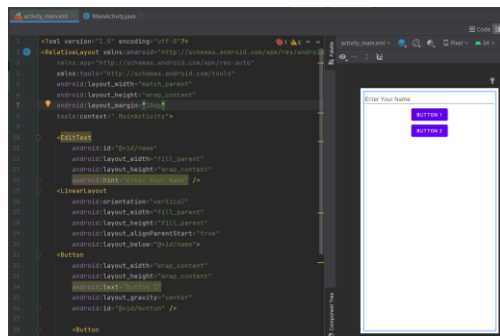 activity_main.xml
MainActivity.java
Code
<?xml version="1.0" encoding="utf-8"?>
<RelativeLayout xmlns:android="http://schemas.android.com/apk/res/android
xmlns:app="http://schemas.android.com/apk/res-auto"
xmlns:tools="http://schemas.android.com/tools"
android:layout_width="match_parent"
android:layout_height="wrap_content"
android:layout_margin=
tools:context=".MainActivity">
<EditText
android:id="@+id/name"
android:layout_width="fill_parent"
android:layout_height="wrap_content"
android:hint="Enter Your Name" />
<LinearLayout
android:orientation="vertical"
android:layout_width="fill_parent"
android:layout_height="fill_parent"
android:layout_alignParentStart="true"
android:layout_below="@+id/name">
<Button
android:layout_width="wrap_content"
android:layout_height="wrap_content"
android:text="Button 1"
android:layout_gravity="center"
android:id="@+id/button" />
<Button
Palette
Component Tree
activity_main.xml
Pixel
34
Enter Your Name
BUTTON 1
BUTTON 2